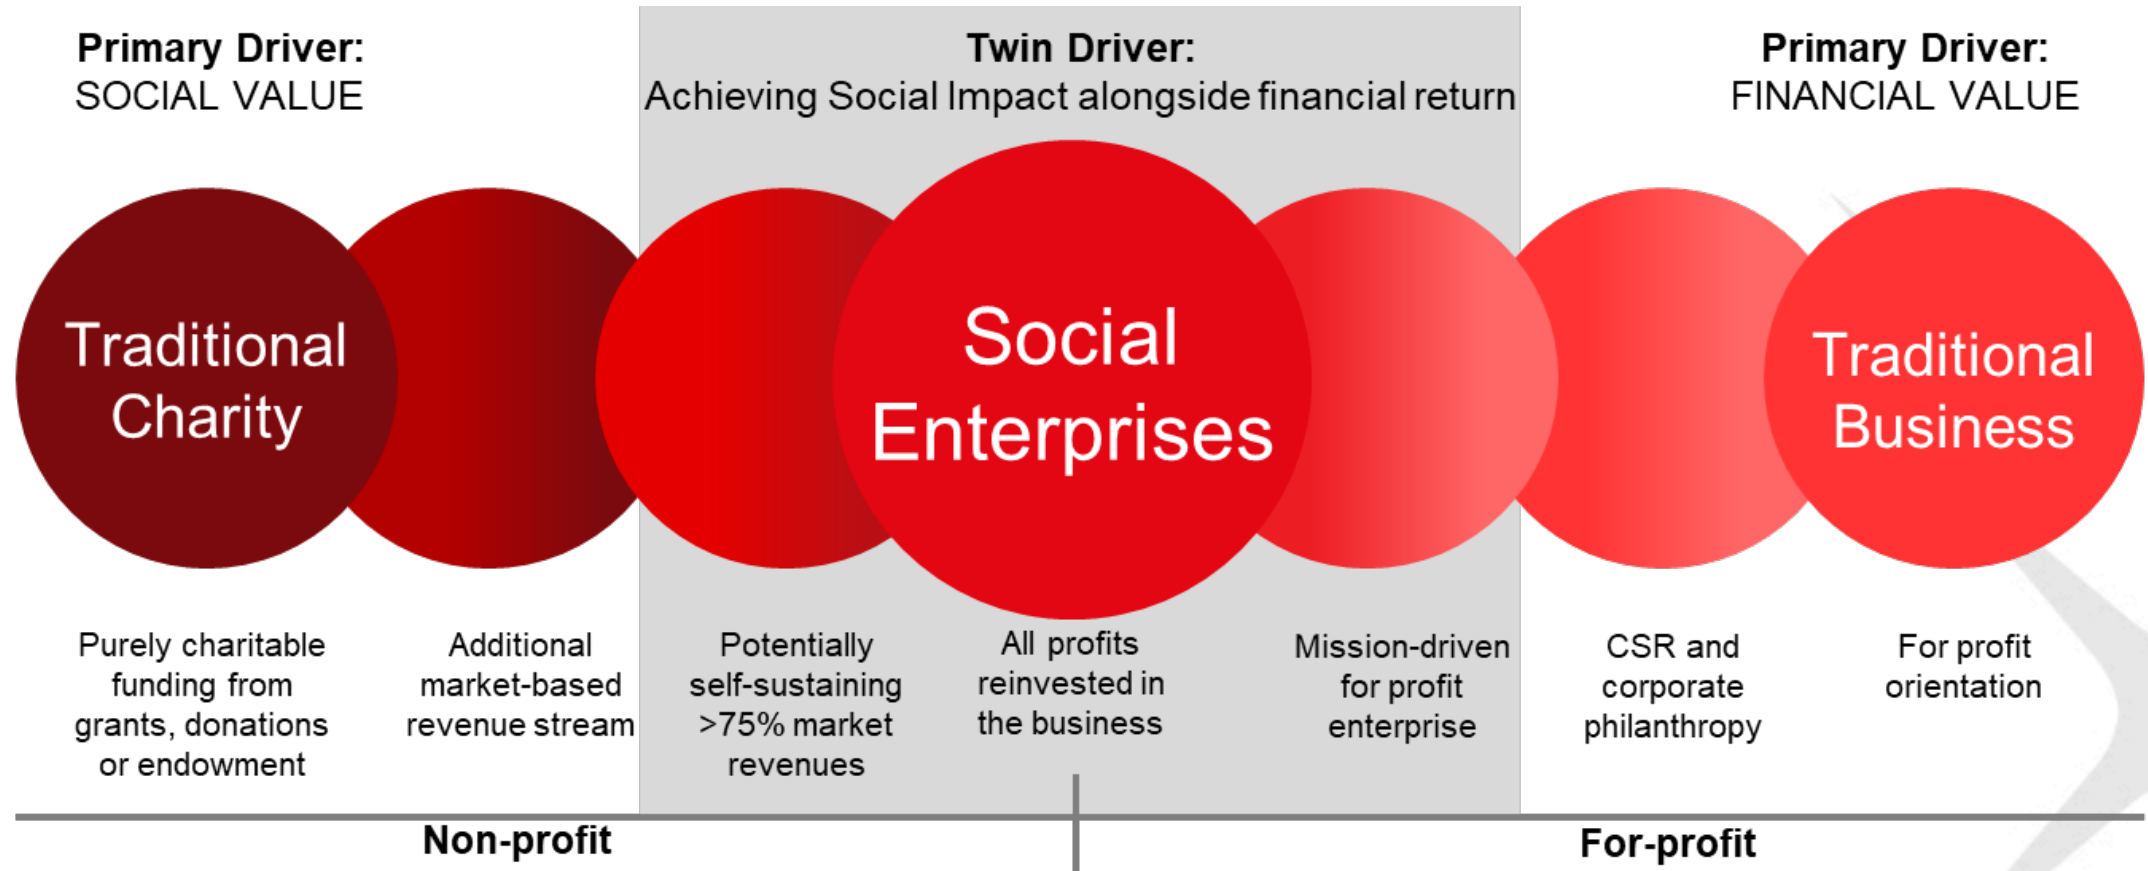 Primary Driver:
SOCIAL VALUE
Twin Driver:
Achieving Social Impact alongside financial return
Primary Driver:
FINANCIAL VALUE
Traditional
Charity
Social
Enterprises
Traditional
Business
Purely charitable
funding from
grants, donations
or endowment
Additional
market-based
revenue stream
Potentially
self-sustaining
>75% market
revenues
All profits
reinvested in
the business
Mission-driven
for profit
enterprise
CSR and
corporate
philanthropy
For profit
orientation
Non-profit
For-profit